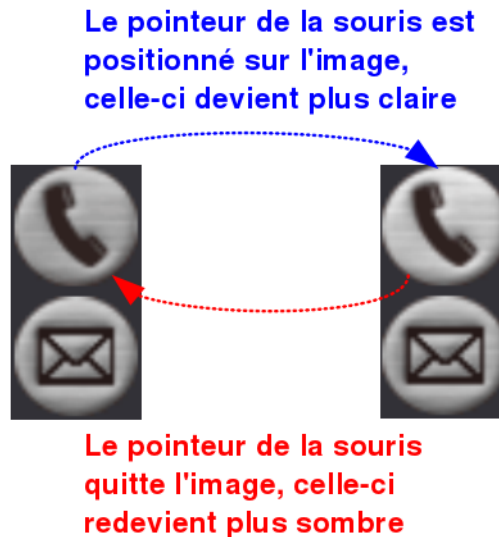 Le pointeur de la souris est
positionné sur l'image,
celle-ci devient plus claire
Le pointeur de la souris
quitte l'image, celle-ci
redevient plus sombre